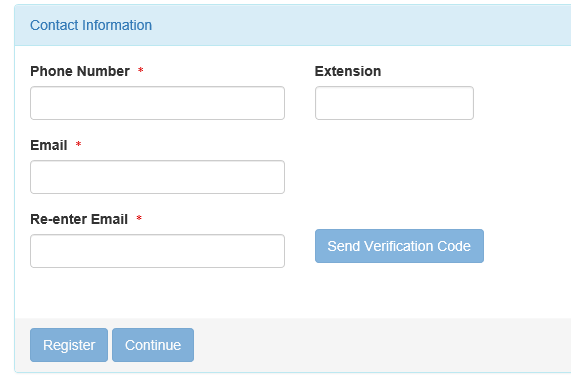 Contact Information
Phone Number *
Extension
Email *
Re-enter Email *
Send Verification Code
Register
Continue